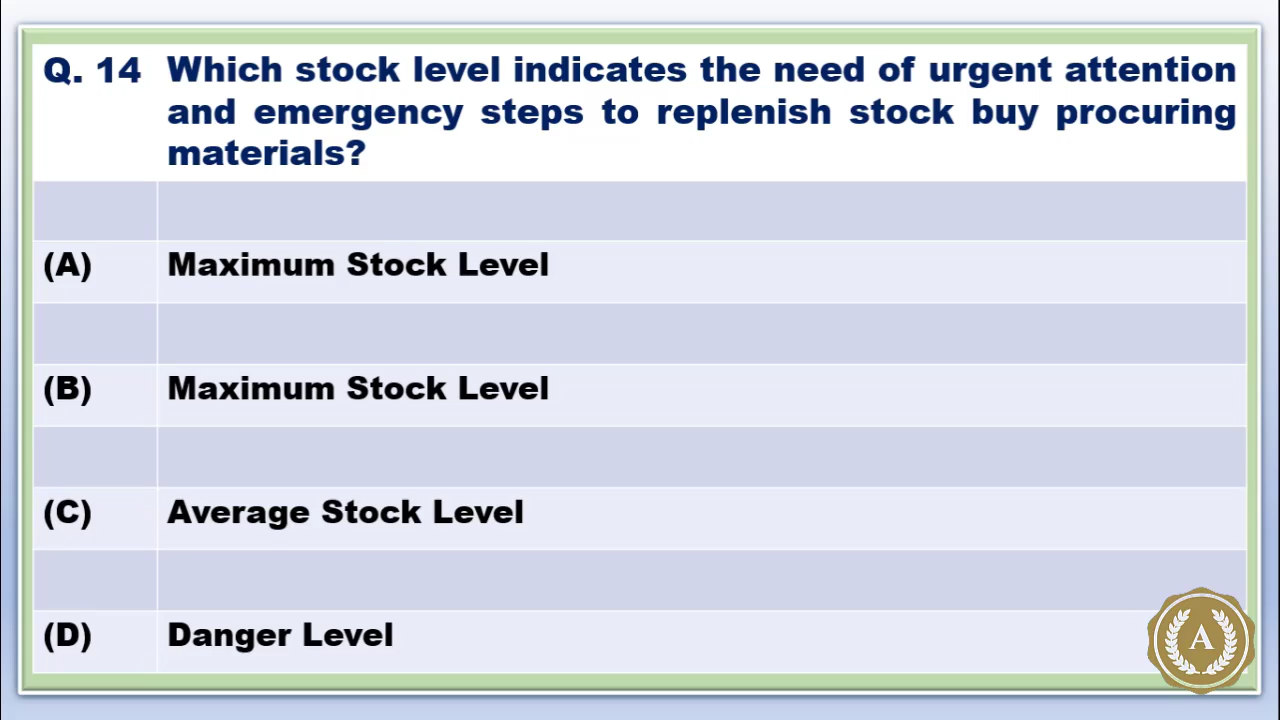 Q. 14 Which stock level indicates the need of urgent attention
and emergency steps to replenish stock buy procuring
materials?
(A) Maximum Stock Level
(B) Maximum Stock Level
(C) Average Stock Level
(D) Danger Level
A